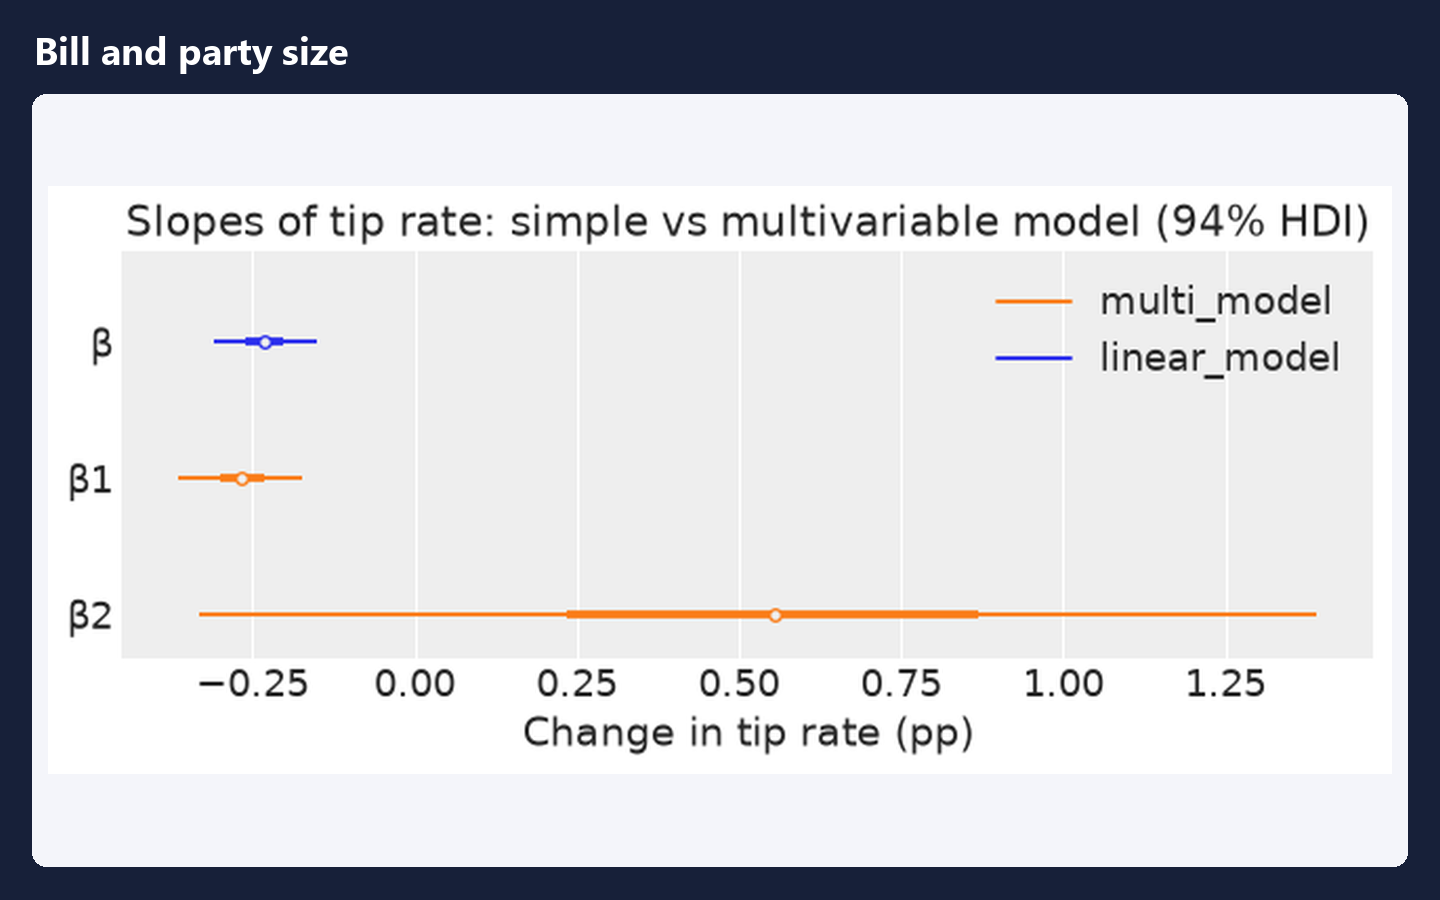 Bill and party size
Slopes of tip rate: simple vs multivariable model (94% HDI)
multi_model
linear_model
β
β1
β2
−0.25 0.00 0.25 0.50 0.75 1.00 1.25
Change in tip rate (pp)